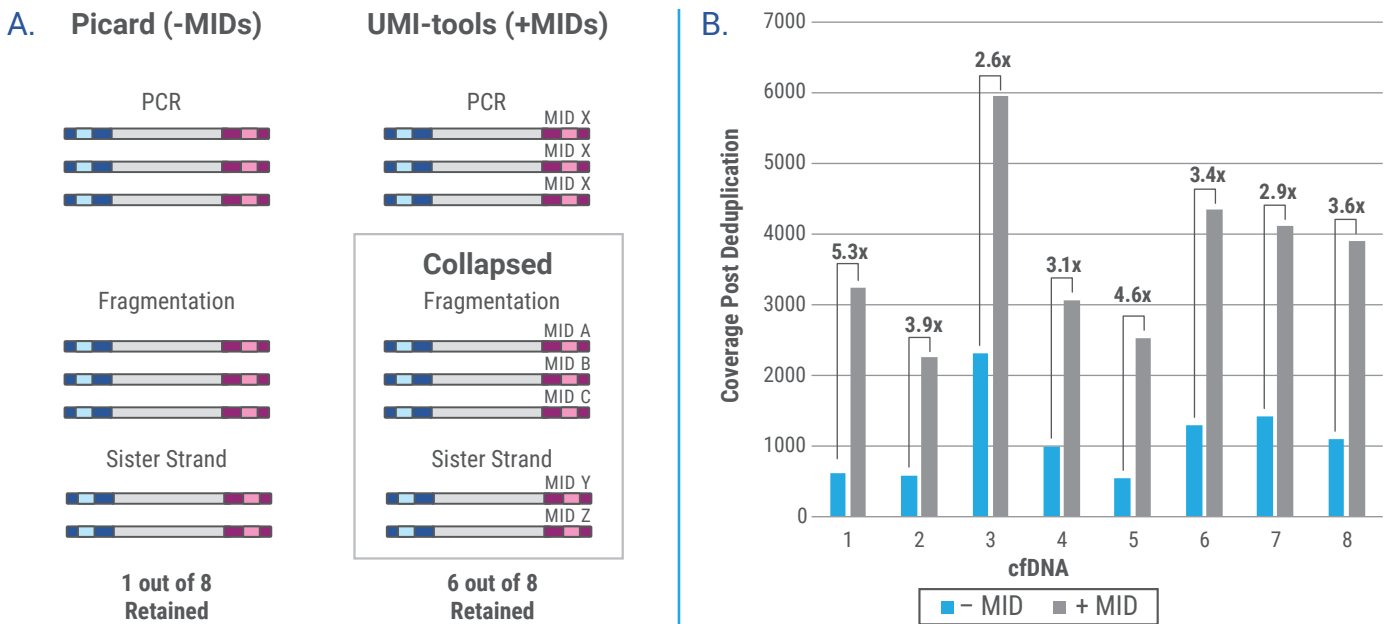 A.
Picard (-MIDs)
UMI-tools (+MIDs)
PCR
PCR
MID X
MID X
MID X
Collapsed
Fragmentation
Fragmentation
MID A
MID B
MID C
Sister Strand
Sister Strand
MID Y
MID Z
1 out of 8
Retained
6 out of 8
Retained
B.
Coverage Post Deduplication
7000
6000
5000
4000
3000
2000
1000
0
5.3x
3.9x
2.6x
3.1x
4.6x
3.4x
2.9x
3.6x
1 2 3 4 5 6 7 8
cfDNA
– MID + MID